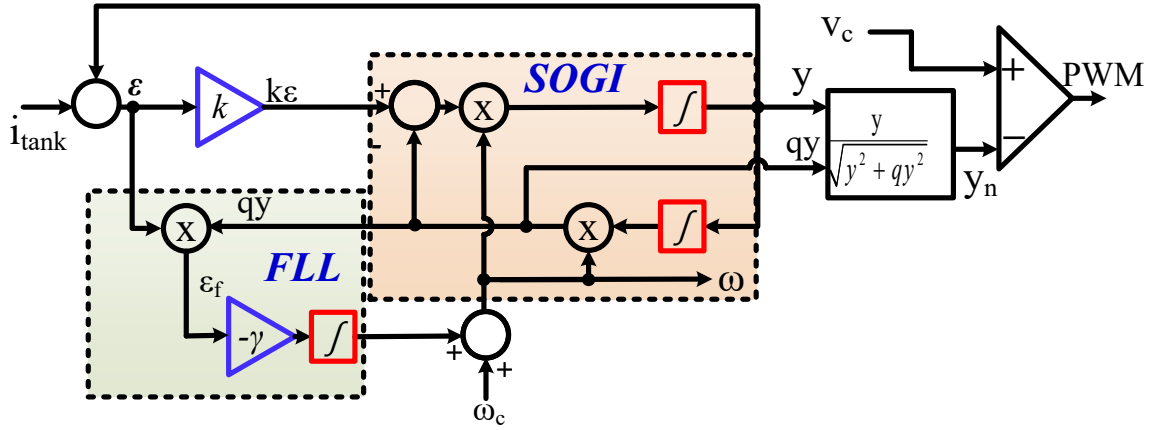 v_c
SOGI
PWM
+
−
i_tank
ε
k
kε
+
-
x
∫
y
qy
y
√y² + qy²
y_n
qy
x
x
∫
FLL
ε_f
-γ
∫
ω
+
+
ω_c